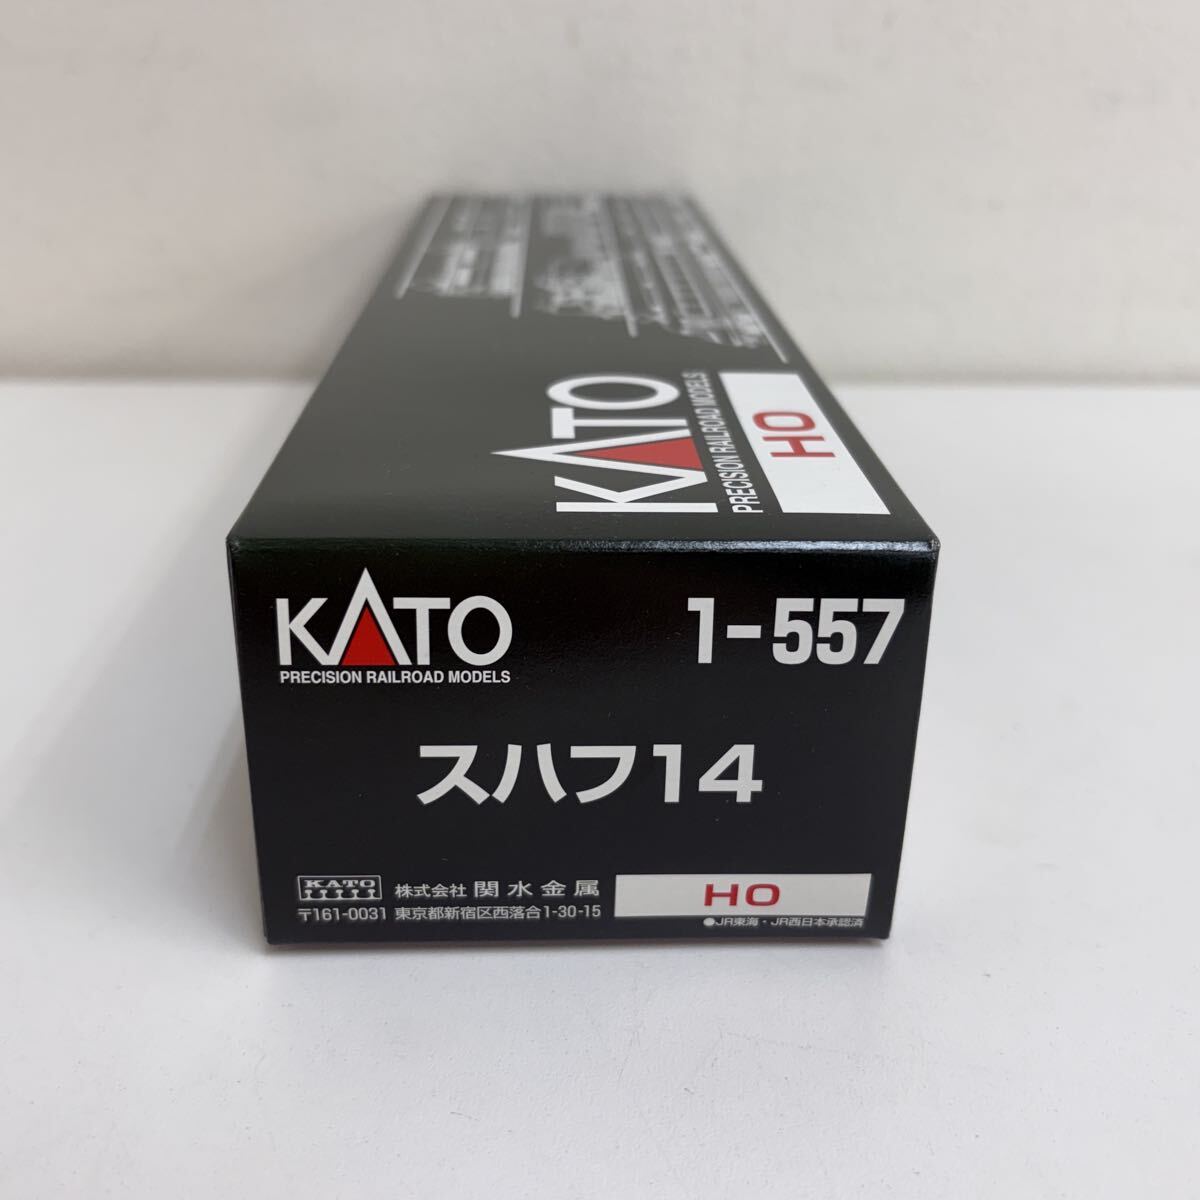 KATO
PRECISION RAILROAD MODELS
HO
KATO
PRECISION RAILROAD MODELS
1-557
スハフ14
KATO
株式会社 関水金属
〒161-0031 東京都新宿区西落合1-30-15
HO
●JR東海・JR西日本承認済